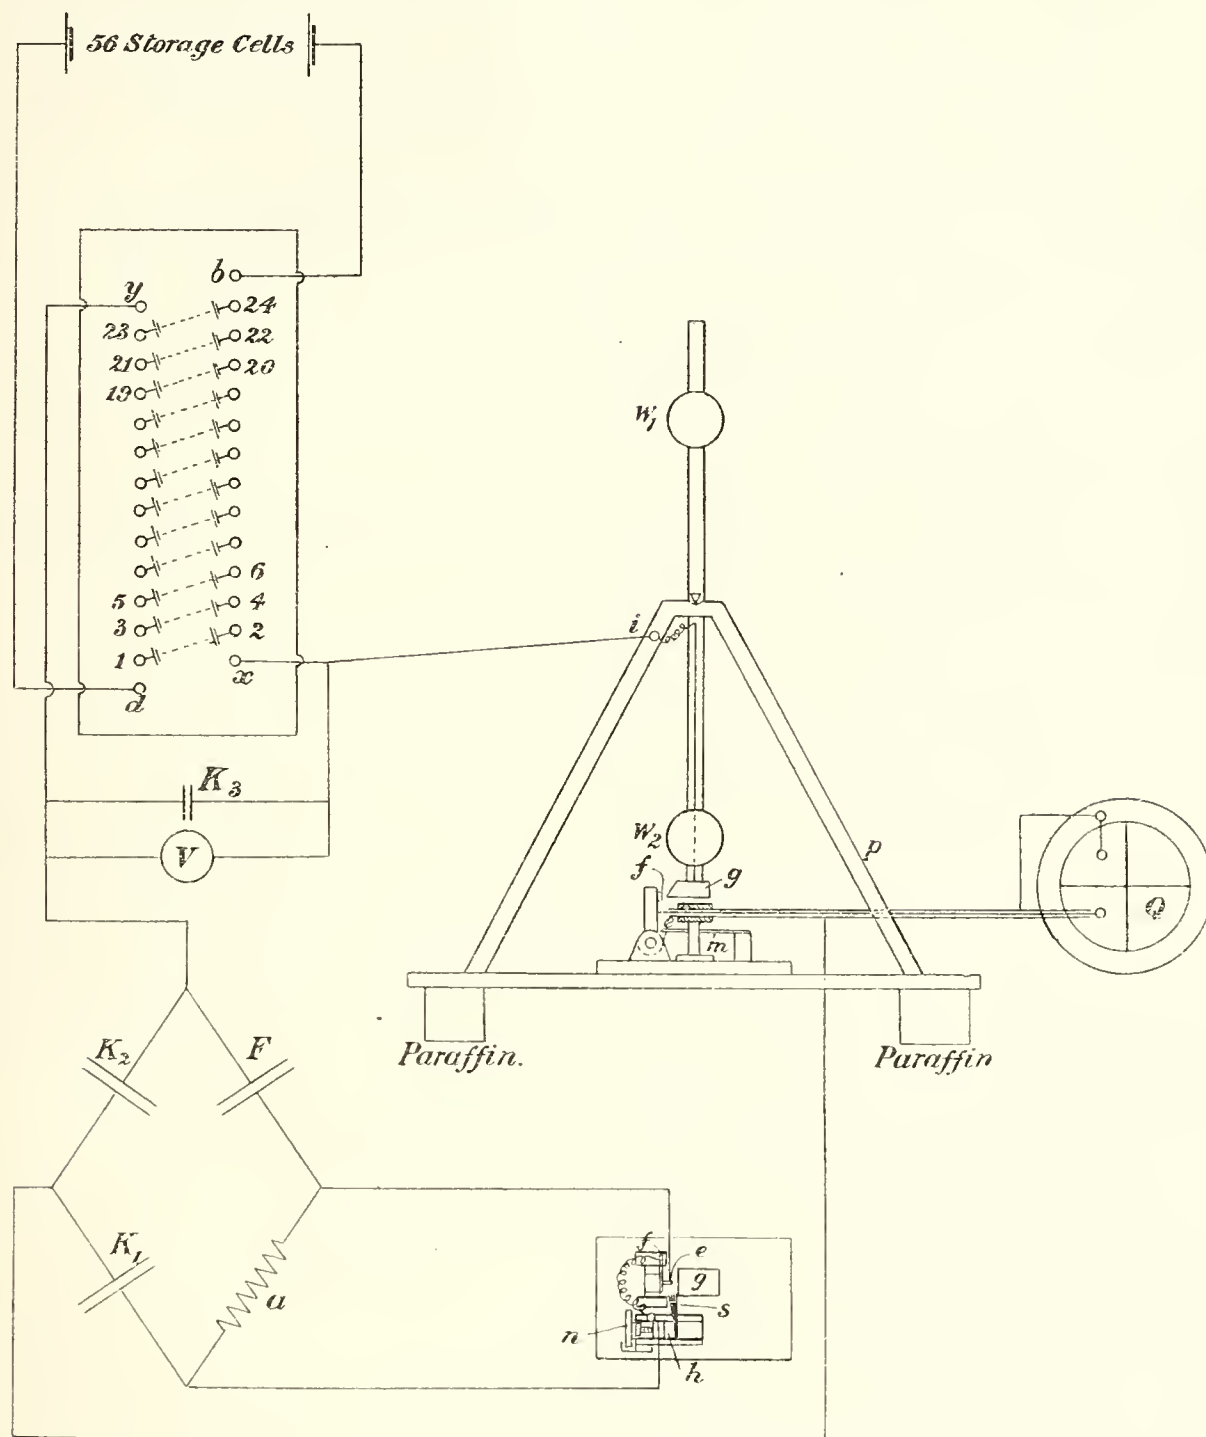 56 Storage Cells
b
y
24
23
22
21
20
19
6
5
4
3
2
1
x
d
K3
V
W1
i
W2
p
f
g
m
Q
Paraffin.
Paraffin
K2
F
K1
a
f
e
g
s
n
h